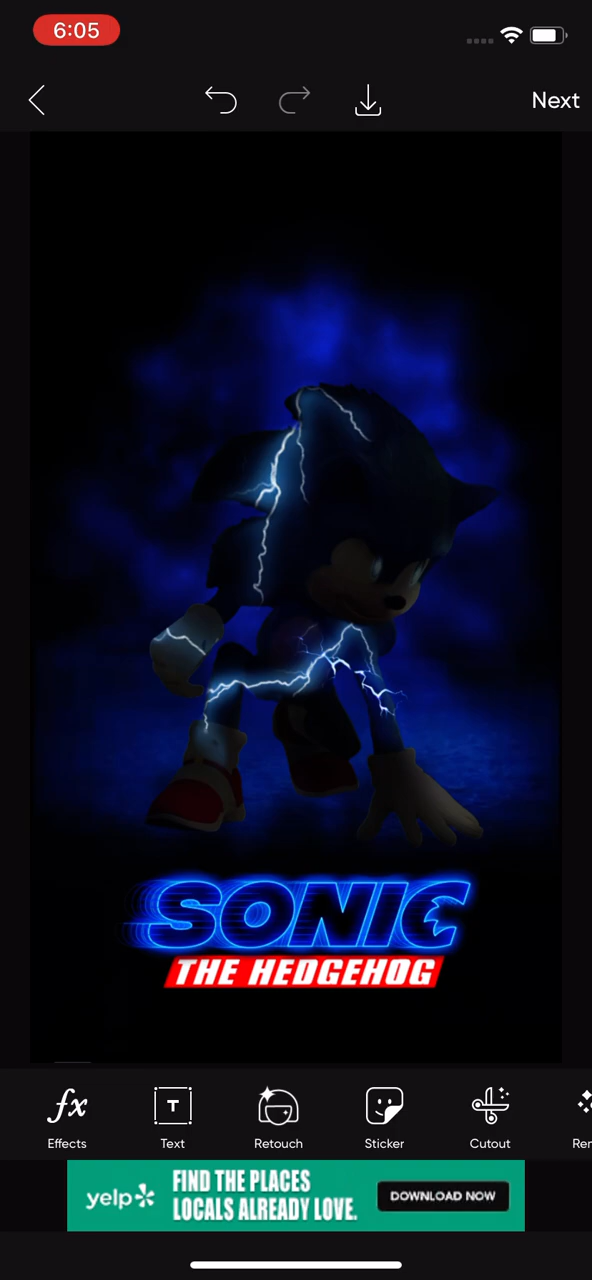 6:05
Next
SONIC
THE HEDGEHOG
fx
Effects
T
Text
Retouch
Sticker
Cutout
yelp
FIND THE PLACES
LOCALS ALREADY LOVE.
DOWNLOAD NOW